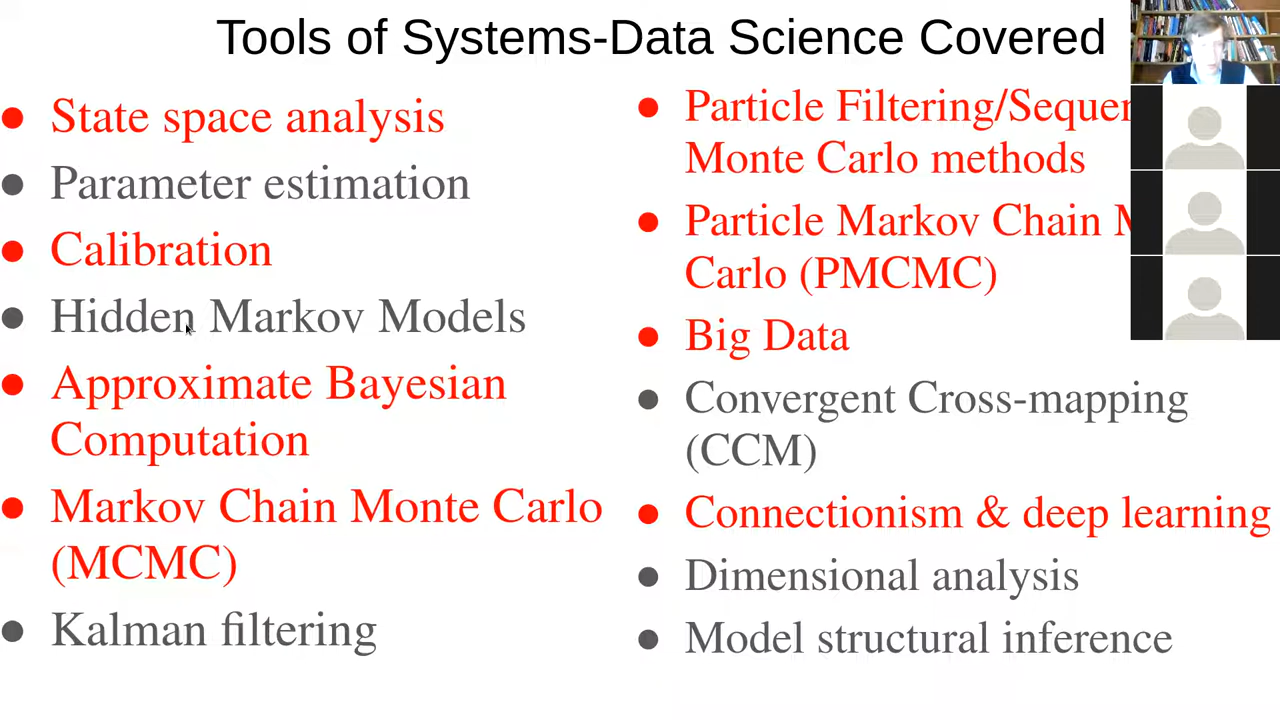 Tools of Systems-Data Science Covered
State space analysis
Parameter estimation
Calibration
Hidden Markov Models
Approximate Bayesian
Computation
Markov Chain Monte Carlo
(MCMC)
Kalman filtering
Particle
Monte Carlo methods
Particle Markov Chain
Carlo (PMCMC)
Big Data
Convergent Cross-mapping
(CCM)
Connectionism & deep learning
Dimensional analysis
Model structural inference